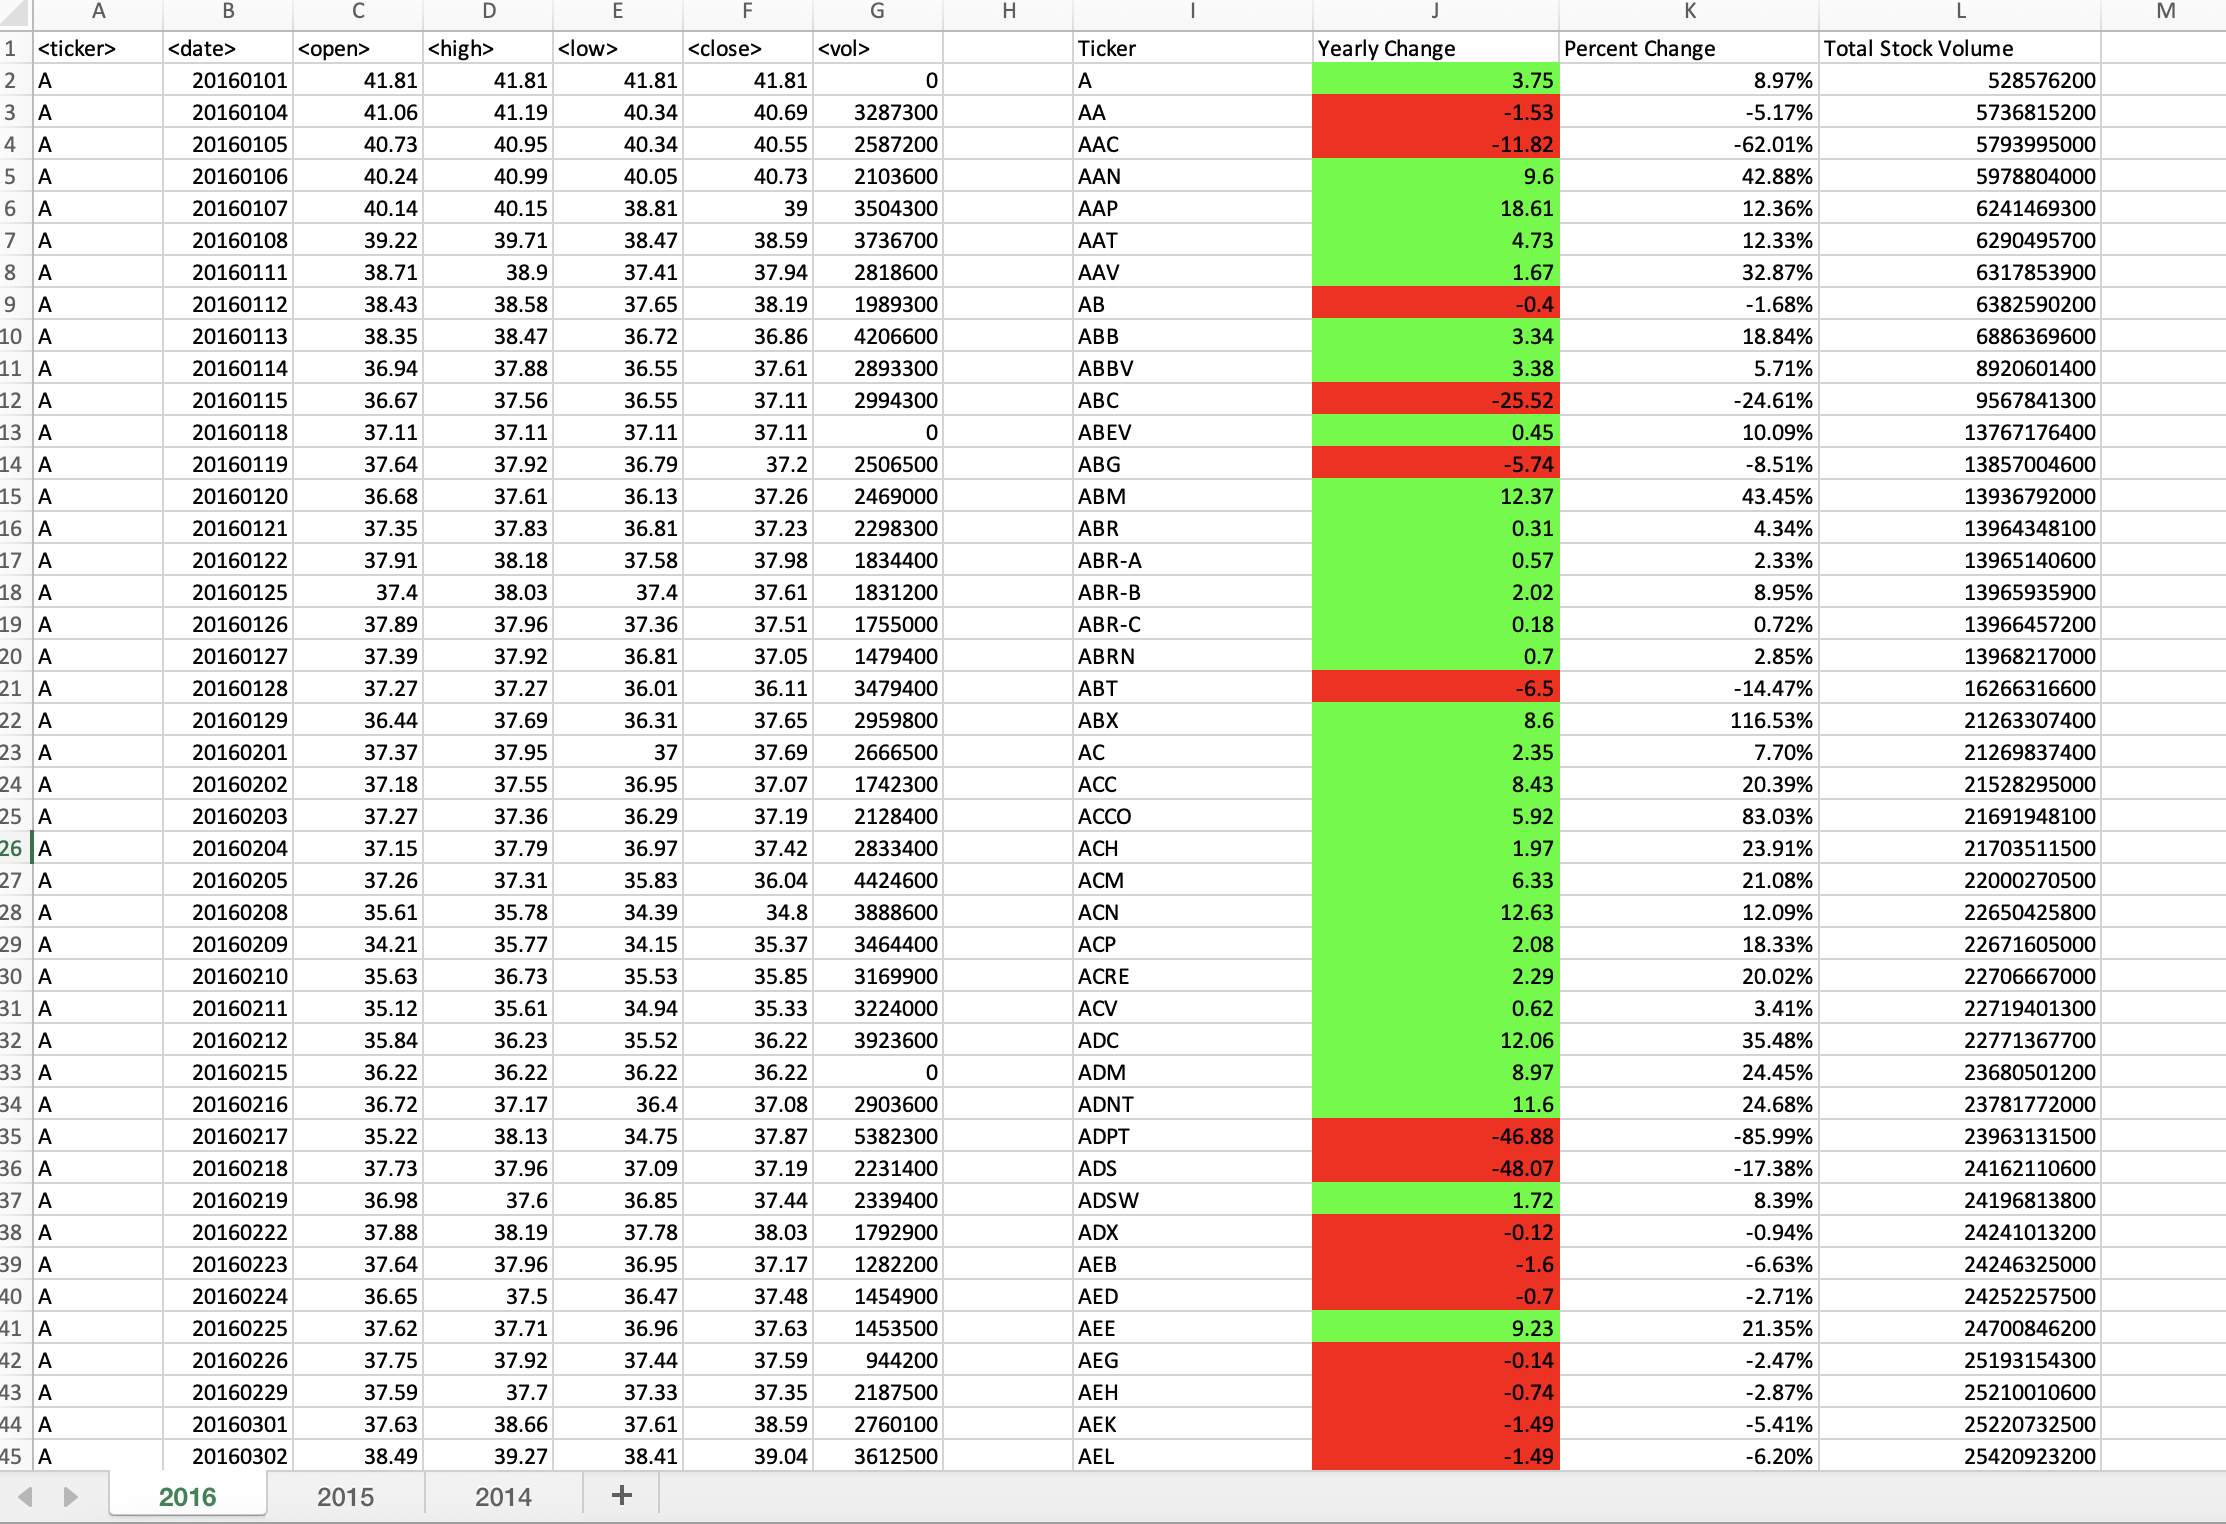 A B C D E F G H I J K L M
1 <ticker> <date> <open> <high> <low> <close> <vol> Ticker Yearly Change Percent Change Total Stock Volume
2 A 20160101 41.81 41.81 41.81 41.81 0 A 3.75 8.97% 528576200
3 A 20160104 41.06 41.19 40.34 40.69 3287300 AA -1.53 -5.17% 5736815200
4 A 20160105 40.73 40.95 40.34 40.55 2587200 AAC -11.82 -62.01% 5793995000
5 A 20160106 40.24 40.99 40.05 40.73 2103600 AAN 9.6 42.88% 5978804000
6 A 20160107 40.14 40.15 38.81 39 3504300 AAP 18.61 12.36% 6241469300
7 A 20160108 39.22 39.71 38.47 38.59 3736700 AAT 4.73 12.33% 6290495700
8 A 20160111 38.71 38.9 37.41 37.94 2818600 AAV 1.67 32.87% 6317853900
9 A 20160112 38.43 38.58 37.65 38.19 1989300 AB -0.4 -1.68% 6382590200
10 A 20160113 38.35 38.47 36.72 36.86 4206600 ABB 3.34 18.84% 6886369600
11 A 20160114 36.94 37.88 36.55 37.61 2893300 ABBV 3.38 5.71% 8920601400
12 A 20160115 36.67 37.56 36.55 37.11 2994300 ABC -25.52 -24.61% 9567841300
13 A 20160118 37.11 37.11 37.11 37.11 0 ABEV 0.45 10.09% 13767176400
14 A 20160119 37.64 37.92 36.79 37.2 2506500 ABG -5.74 -8.51% 13857004600
15 A 20160120 36.68 37.61 36.13 37.26 2469000 ABM 12.37 43.45% 13936792000
16 A 20160121 37.35 37.83 36.81 37.23 2298300 ABR 0.31 4.34% 13964348100
17 A 20160122 37.91 38.18 37.58 37.98 1834400 ABR-A 0.57 2.33% 13965140600
18 A 20160125 37.4 38.03 37.4 37.61 1831200 ABR-B 2.02 8.95% 13965935900
19 A 20160126 37.89 37.96 37.36 37.51 1755000 ABR-C 0.18 0.72% 13966457200
20 A 20160127 37.39 37.92 36.81 37.05 1479400 ABRN 0.7 2.85% 13968217000
21 A 20160128 37.27 37.27 36.01 36.11 3479400 ABT -6.5 -14.47% 16266316600
22 A 20160129 36.44 37.69 36.31 37.65 2959800 ABX 8.6 116.53% 21263307400
23 A 20160201 37.37 37.95 37 37.69 2666500 AC 2.35 7.70% 21269837400
24 A 20160202 37.18 37.55 36.95 37.07 1742300 ACC 8.43 20.39% 21528295000
25 A 20160203 37.27 37.36 36.29 37.19 2128400 ACCO 5.92 83.03% 21691948100
26 A 20160204 37.15 37.79 36.97 37.42 2833400 ACH 1.97 23.91% 21703511500
27 A 20160205 37.26 37.31 35.83 36.04 4424600 ACM 6.33 21.08% 22000270500
28 A 20160208 35.61 35.78 34.39 34.8 3888600 ACN 12.63 12.09% 22650425800
29 A 20160209 34.21 35.77 34.15 35.37 3464400 ACP 2.08 18.33% 22671605000
30 A 20160210 35.63 36.73 35.53 35.85 3169900 ACRE 2.29 20.02% 22706667000
31 A 20160211 35.12 35.61 34.94 35.33 3224000 ACV 0.62 3.41% 22719401300
32 A 20160212 35.84 36.23 35.52 36.22 3923600 ADC 12.06 35.48% 22771367700
33 A 20160215 36.22 36.22 36.22 36.22 0 ADM 8.97 24.45% 23680501200
34 A 20160216 36.72 37.17 36.4 37.08 2903600 ADNT 11.6 24.68% 23781772000
35 A 20160217 35.22 38.13 34.75 37.87 5382300 ADPT -46.88 -85.99% 23963131500
36 A 20160218 37.73 37.96 37.09 37.19 2231400 ADS -48.07 -17.38% 24162110600
37 A 20160219 36.98 37.6 36.85 37.44 2339400 ADSW 1.72 8.39% 24196813800
38 A 20160222 37.88 38.19 37.78 38.03 1792900 ADX -0.12 -0.94% 24241013200
39 A 20160223 37.64 37.96 36.95 37.17 1282200 AEB -1.6 -6.63% 24246325000
40 A 20160224 36.65 37.5 36.47 37.48 1454900 AED -0.7 -2.71% 24252257500
41 A 20160225 37.62 37.71 36.96 37.63 1453500 AEE 9.23 21.35% 24700846200
42 A 20160226 37.75 37.92 37.44 37.59 944200 AEG -0.14 -2.47% 25193154300
43 A 20160229 37.59 37.7 37.33 37.35 2187500 AEH -0.74 -2.87% 25210010600
44 A 20160301 37.63 38.66 37.61 38.59 2760100 AEK -1.49 -5.41% 25220732500
45 A 20160302 38.49 39.27 38.41 39.04 3612500 AEL -1.49 -6.20% 25420923200
2016 2015 2014 +